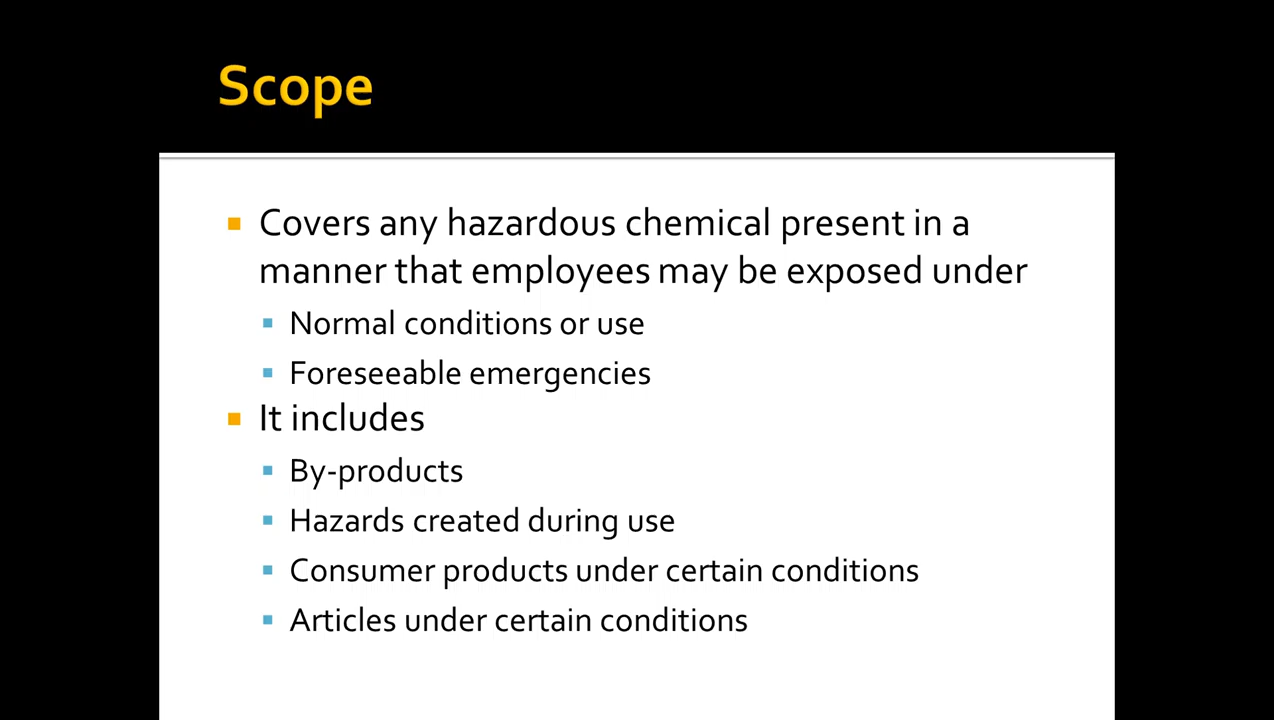 Scope
Covers any hazardous chemical present in a
manner that employees may be exposed under
Normal conditions or use
Foreseeable emergencies
It includes
By-products
Hazards created during use
Consumer products under certain conditions
Articles under certain conditions